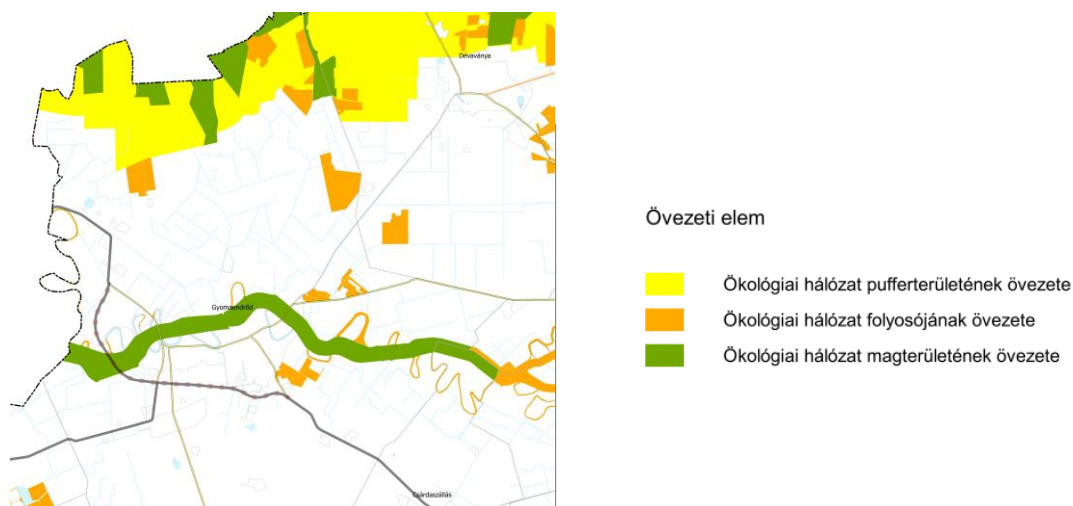 Dévaványa
Gyomaendrőd
Csárdaszállás
Övezeti elem
Ökológiai hálózat pufferterületének övezete
Ökológiai hálózat folyosójának övezete
Ökológiai hálózat magterületének övezete